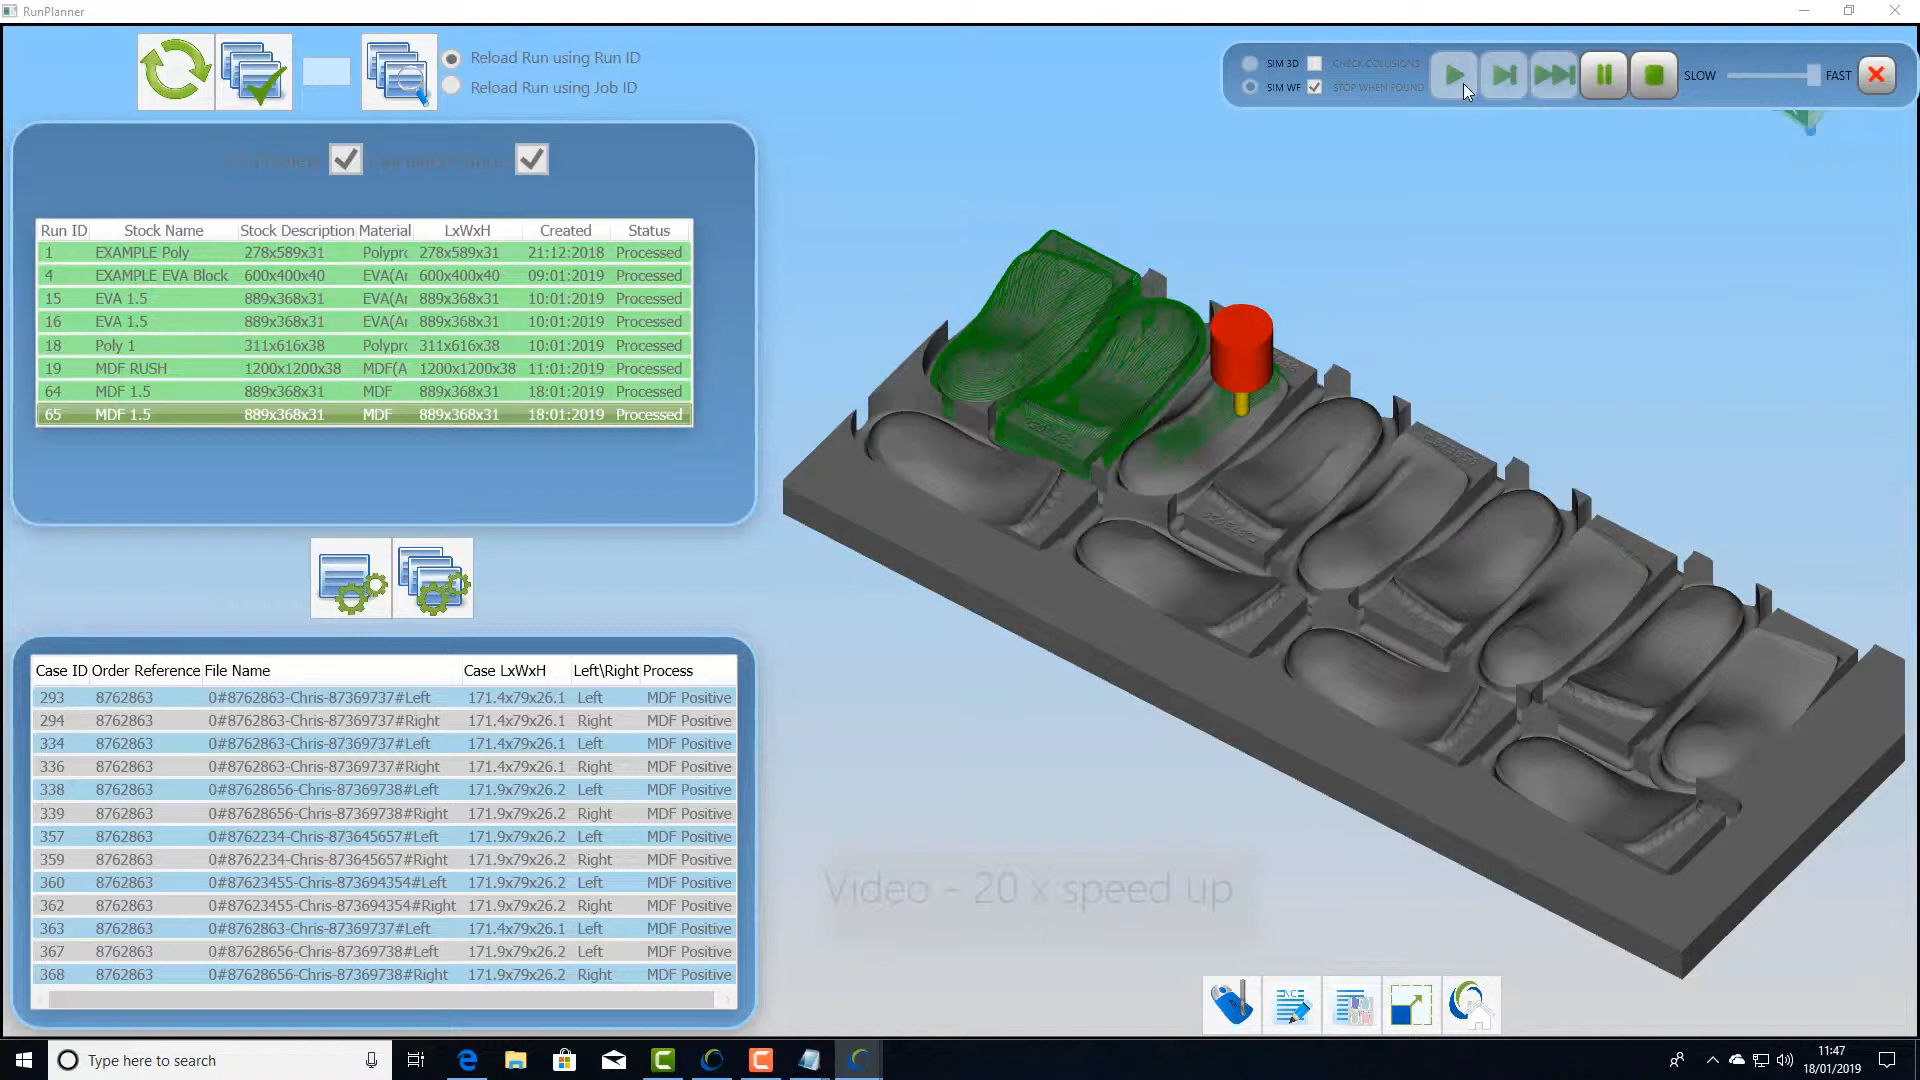 RunPlanner
Reload Run using Run ID
Reload Run using Job ID
SIM 3D CHECK COLLISIONS
SIM WF STOP WHEN FOUND
SLOW FAST
Run ID Stock Name Stock Description Material LxWxH Created Status
1 EXAMPLE Poly 278x589x31 Polypro 278x589x31 21:12:2018 Processed
4 EXAMPLE EVA Block 600x400x40 EVA(Ar 600x400x40 09:01:2019 Processed
15 EVA 1.5 889x368x31 EVA(Ar 889x368x31 10:01:2019 Processed
16 EVA 1.5 889x368x31 EVA(Ar 889x368x31 10:01:2019 Processed
18 Poly 1 311x616x38 Polypro 311x616x38 10:01:2019 Processed
19 MDF RUSH 1200x1200x38 MDF(A 1200x1200x38 11:01:2019 Processed
64 MDF 1.5 889x368x31 MDF 889x368x31 18:01:2019 Processed
65 MDF 1.5 889x368x31 MDF 889x368x31 18:01:2019 Processed
Case ID Order Reference File Name Case LxWxH Left\Right Process
293 8762863 0#8762863-Chris-87369737#Left 171.4x79x26.1 Left MDF Positive
294 8762863 0#8762863-Chris-87369737#Right 171.4x79x26.1 Right MDF Positive
334 8762863 0#8762863-Chris-87369737#Left 171.4x79x26.1 Left MDF Positive
336 8762863 0#8762863-Chris-87369737#Right 171.4x79x26.1 Right MDF Positive
338 8762863 0#87628656-Chris-87369738#Left 171.9x79x26.2 Left MDF Positive
339 8762863 0#87628656-Chris-87369738#Right 171.9x79x26.2 Right MDF Positive
357 8762863 0#8762234-Chris-873645657#Left 171.9x79x26.2 Left MDF Positive
359 8762863 0#8762234-Chris-873645657#Right 171.9x79x26.2 Right MDF Positive
360 8762863 0#87623455-Chris-873694354#Left 171.9x79x26.2 Left MDF Positive
362 8762863 0#87623455-Chris-873694354#Right 171.9x79x26.2 Right MDF Positive
363 8762863 0#8762863-Chris-87369737#Left 171.4x79x26.1 Left MDF Positive
367 8762863 0#87628656-Chris-87369738#Left 171.9x79x26.2 Left MDF Positive
368 8762863 0#87628656-Chris-87369738#Right 171.9x79x26.2 Right MDF Positive
Video - 20 x speed up
Type here to search
11:47
18/01/2019